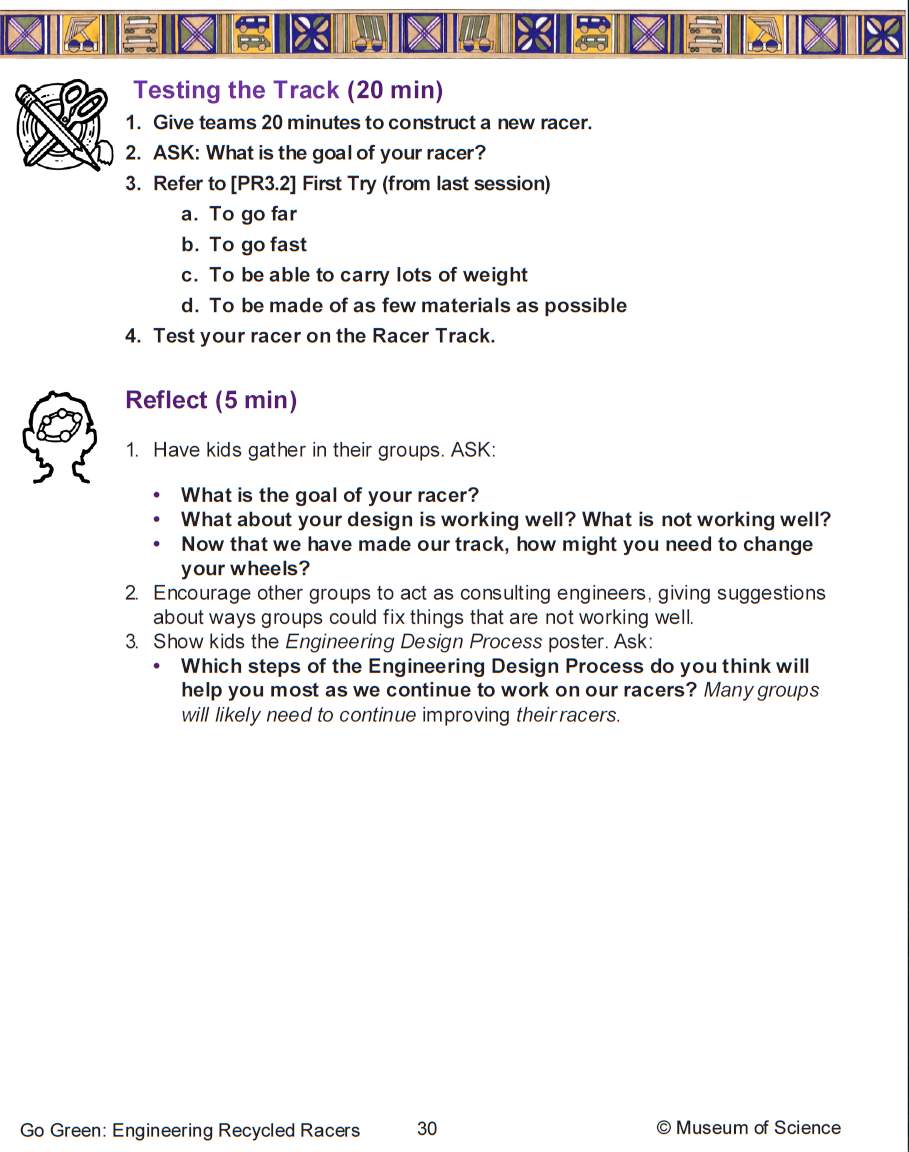 Testing the Track (20 min)
1. Give teams 20 minutes to construct a new racer.
2. ASK: What is the goal of your racer?
3. Refer to [PR3.2] First Try (from last session)
a. To go far
b. To go fast
c. To be able to carry lots of weight
d. To be made of as few materials as possible
4. Test your racer on the Racer Track.
Reflect (5 min)
1. Have kids gather in their groups. ASK:
• What is the goal of your racer?
• What about your design is working well? What is not working well?
• Now that we have made our track, how might you need to change
your wheels?
2. Encourage other groups to act as consulting engineers, giving suggestions
about ways groups could fix things that are not working well.
3. Show kids the Engineering Design Process poster. Ask:
• Which steps of the Engineering Design Process do you think will
help you most as we continue to work on our racers? Many groups
will likely need to continue improving their racers.
Go Green: Engineering Recycled Racers 30 © Museum of Science